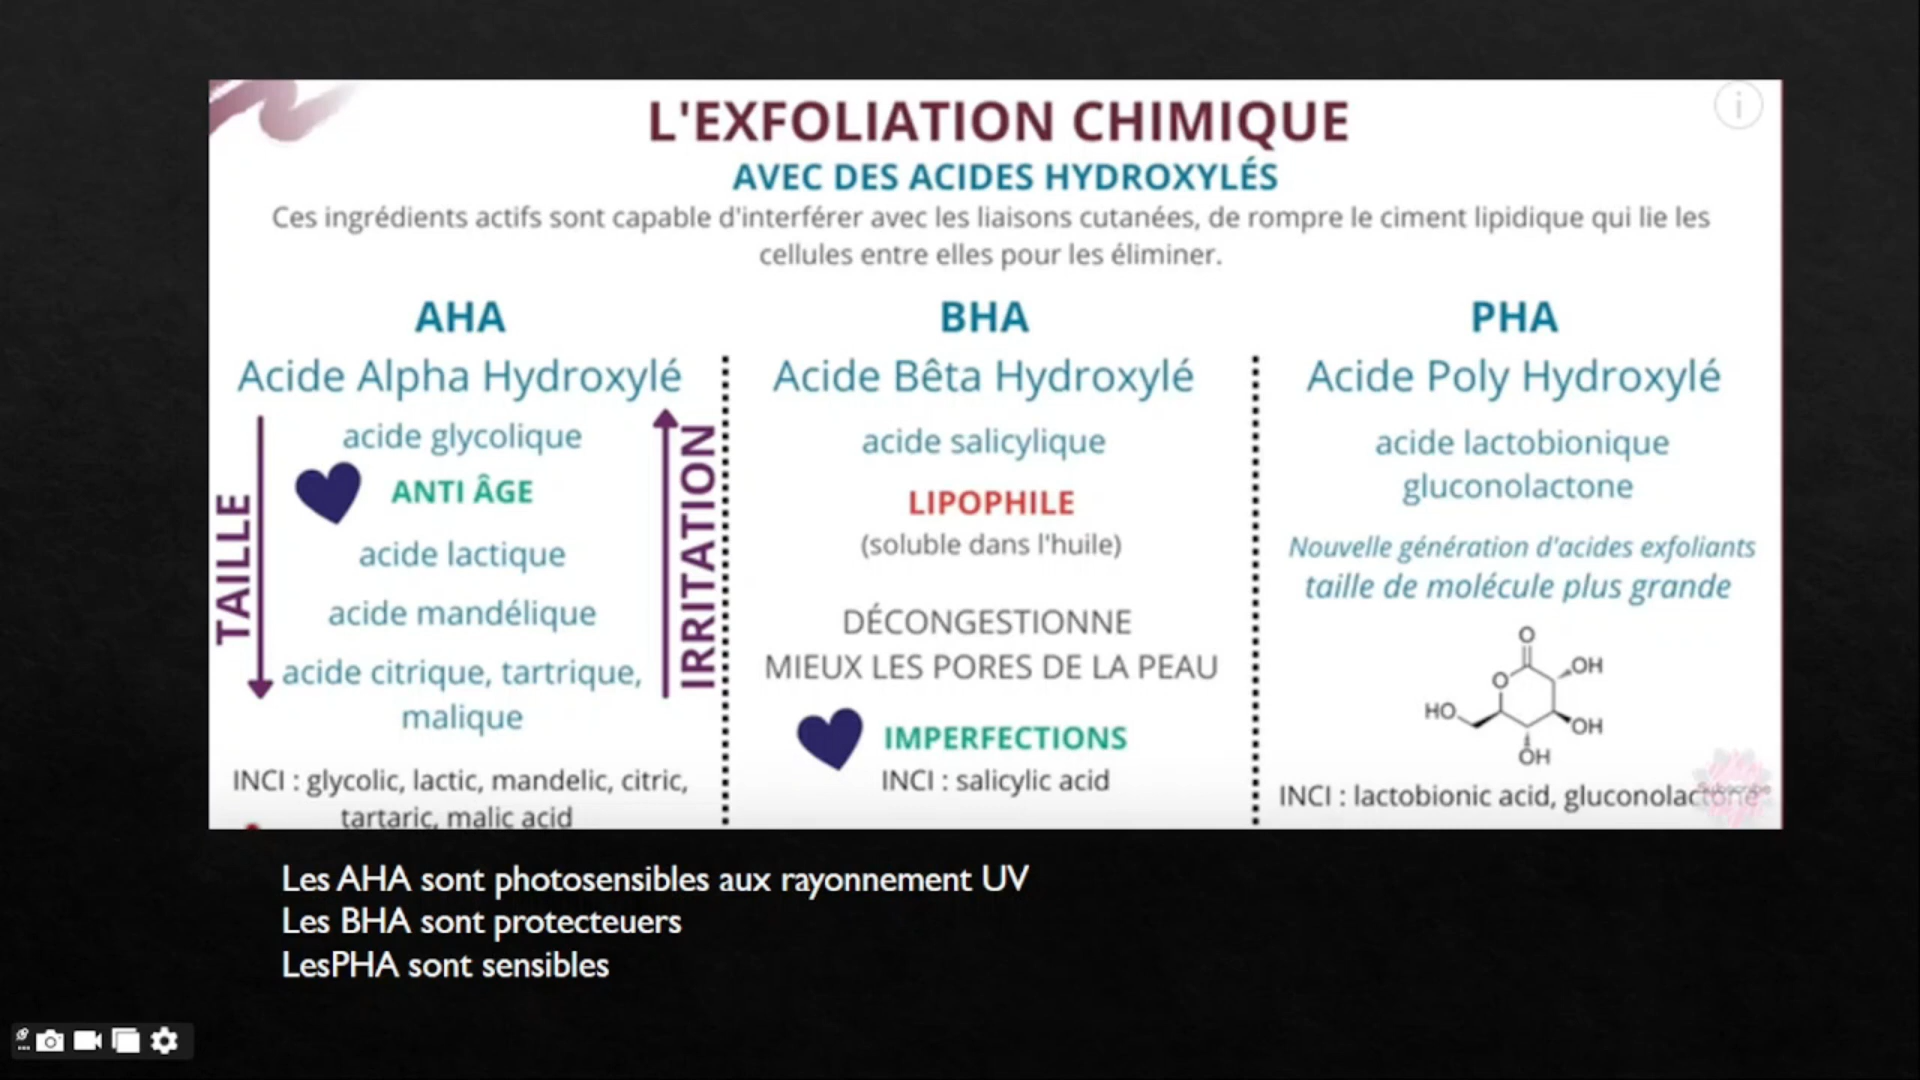 L'EXFOLIATION CHIMIQUE
AVEC DES ACIDES HYDROXYLÉS
Ces ingrédients actifs sont capable d'interférer avec les liaisons cutanées, de rompre le ciment lipidique qui lie les
cellules entre elles pour les éliminer.
AHA
Acide Alpha Hydroxylé
TAILLE
IRRITATION
acide glycolique
ANTI ÂGE
acide lactique
acide mandélique
acide citrique, tartrique,
malique
INCI : glycolic, lactic, mandelic, citric,
tartaric, malic acid
BHA
Acide Bêta Hydroxylé
acide salicylique
LIPOPHILE
(soluble dans l'huile)
DÉCONGESTIONNE
MIEUX LES PORES DE LA PEAU
IMPERFECTIONS
INCI : salicylic acid
PHA
Acide Poly Hydroxylé
acide lactobionique
gluconolactone
Nouvelle génération d'acides exfoliants
taille de molécule plus grande
O
OH
O
HO
OH
OH
INCI : lactobionic acid, gluconolactone
Subscribe
Les AHA sont photosensibles aux rayonnement UV
Les BHA sont protecteuers
LesPHA sont sensibles